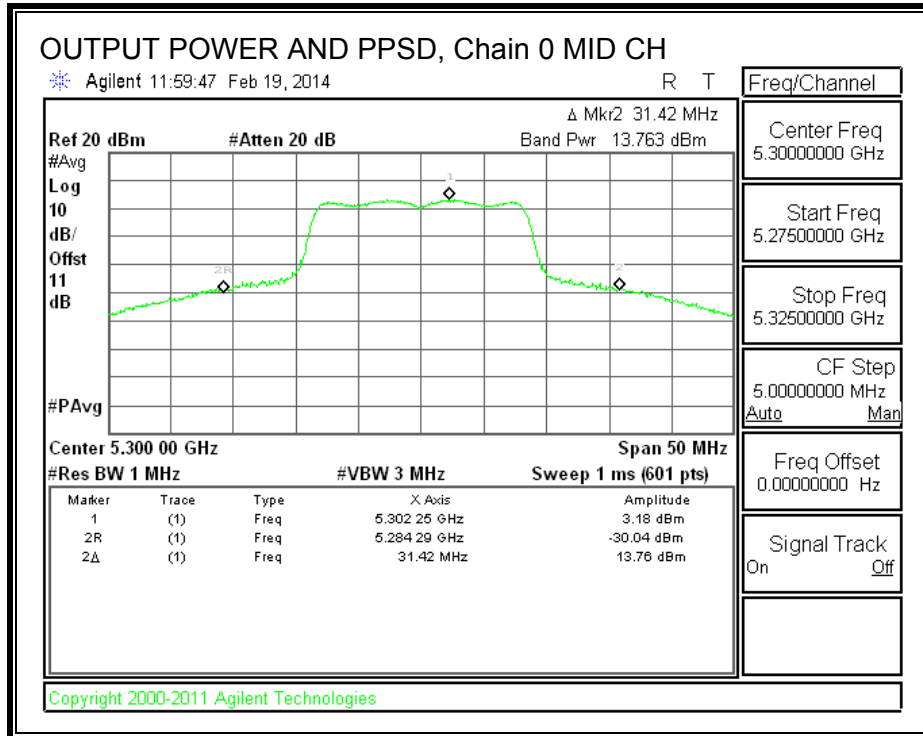 OUTPUT POWER AND PPSD, Chain 0 MID CH
Agilent 11:59:47 Feb 19, 2014 R T
Δ Mkr2 31.42 MHz
Ref 20 dBm #Atten 20 dB Band Pwr 13.763 dBm
#Avg
Log
10
dB/
Offst
11
dB
#PAvg
1
2R
2
Center 5.300 00 GHz Span 50 MHz
#Res BW 1 MHz #VBW 3 MHz Sweep 1 ms (601 pts)
Marker Trace Type X Axis Amplitude
1 (1) Freq 5.302 25 GHz 3.18 dBm
2R (1) Freq 5.284 29 GHz -30.04 dBm
2Δ (1) Freq 31.42 MHz 13.76 dBm
Copyright 2000-2011 Agilent Technologies
Freq/Channel
Center Freq
5.30000000 GHz
Start Freq
5.27500000 GHz
Stop Freq
5.32500000 GHz
CF Step
5.00000000 MHz
Auto Man
Freq Offset
0.00000000 Hz
Signal Track
On Off